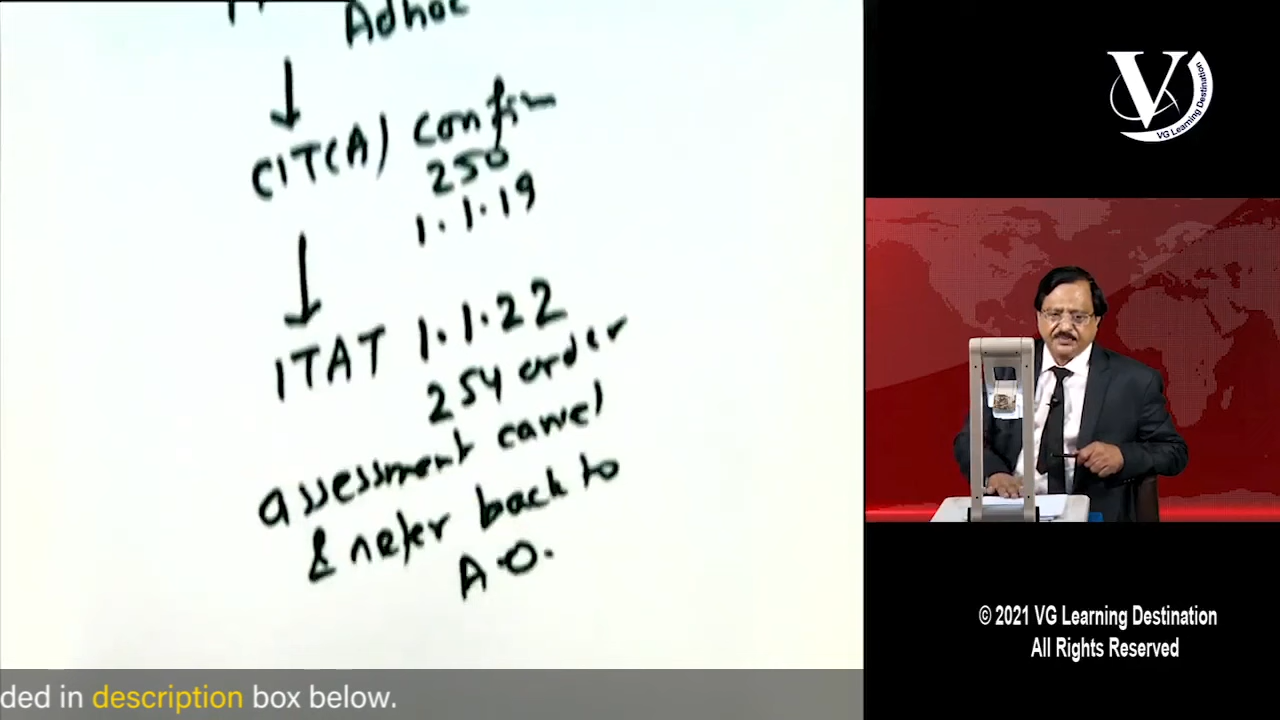 Adhoc
CIT(A) confirm
250
1.1.19
ITAT 1.1.22
254 order
assessment cancel
& refer back to
A.O.
V
VG Learning Destination
© 2021 VG Learning Destination
All Rights Reserved
ded in description box below.